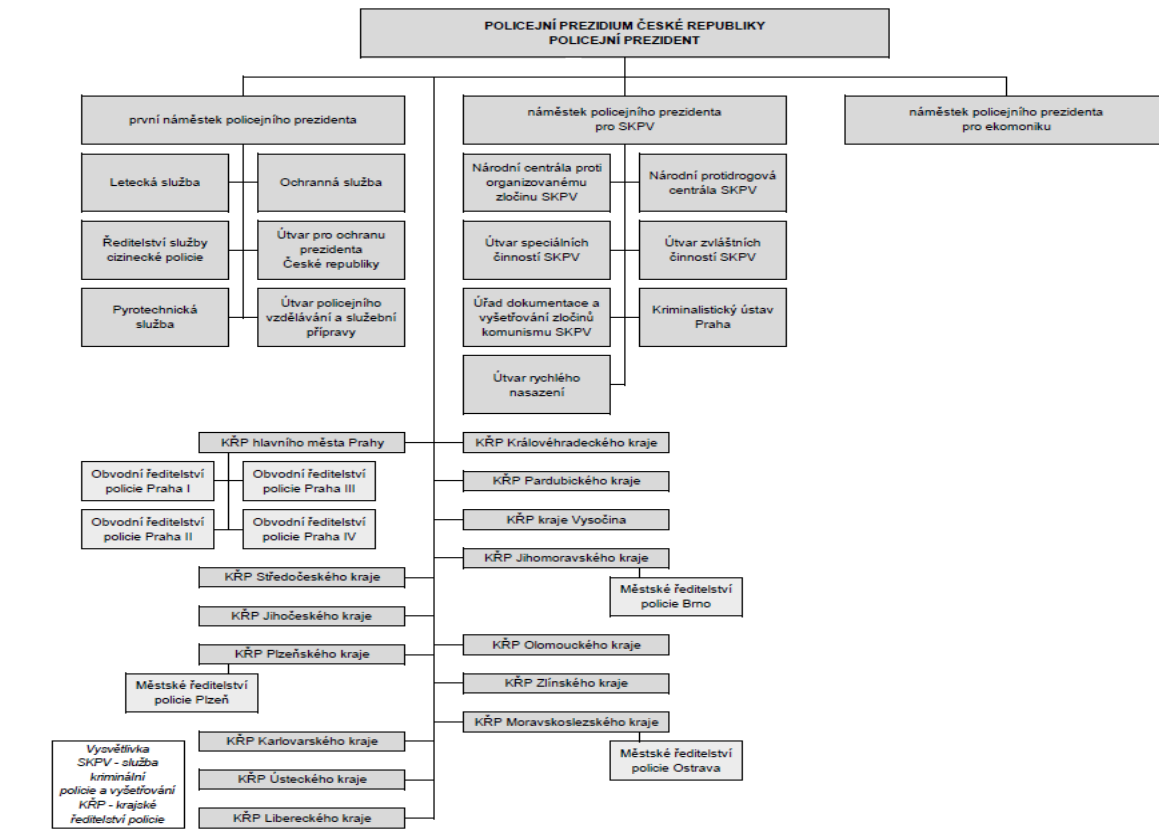 POLICEJNÍ PREZIDIUM ČESKÉ REPUBLIKY
POLICEJNÍ PREZIDENT
první náměstek policejního prezidenta
náměstek policejního prezidenta
pro SKPV
náměstek policejního prezidenta
pro ekomoniku
Letecká služba
Ochranná služba
Ředitelství služby
cizinecké policie
Útvar pro ochranu
prezidenta
České republiky
Pyrotechnická
služba
Útvar policejního
vzdělávání a služební
přípravy
Národní centrála proti
organizovanému
zločinu SKPV
Národní protidrogová
centrála SKPV
Útvar speciálních
činností SKPV
Útvar zvláštních
činností SKPV
Úřad dokumentace a
vyšetřování zločinů
komunismu SKPV
Kriminalistický ústav
Praha
Útvar rychlého
nasazení
KŘP hlavního města Prahy
Obvodní ředitelství
policie Praha I
Obvodní ředitelství
policie Praha III
Obvodní ředitelství
policie Praha II
Obvodní ředitelství
policie Praha IV
KŘP Středočeského kraje
KŘP Jihočeského kraje
KŘP Plzeňského kraje
Městské ředitelství
policie Plzeň
KŘP Karlovarského kraje
KŘP Ústeckého kraje
KŘP Libereckého kraje
KŘP Královéhradeckého kraje
KŘP Pardubického kraje
KŘP kraje Vysočina
KŘP Jihomoravského kraje
Městské ředitelství
policie Brno
KŘP Olomouckého kraje
KŘP Zlínského kraje
KŘP Moravskoslezského kraje
Městské ředitelství
policie Ostrava
Vysvětlivka
SKPV - služba
kriminální
policie a vyšetřování
KŘP - krajské
ředitelství policie